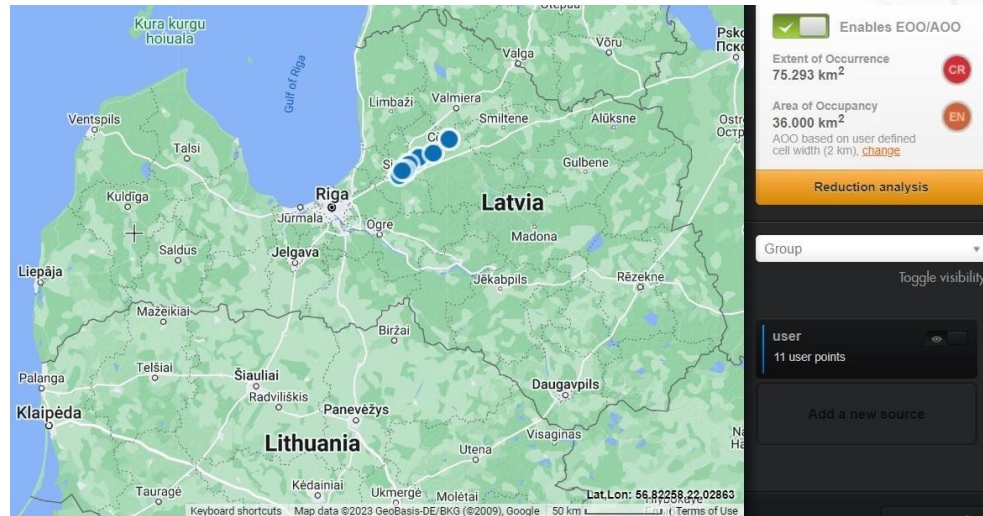 Kura kurgu
hoiuala
Gulf of Riga
Valga
Võru
Limbaži
Valmiera
Smiltene
Alūksne
Ventspils
Talsi
Gulbene
Kuldīga
Riga
Jūrmala
Ogre
Latvia
Madona
Saldus
Jelgava
Liepāja
Jēkabpils
Rēzekne
Mažeikiai
Biržai
Telšiai
Šiauliai
Palanga
Radviliškis
Daugavpils
Klaipėda
Panevėžys
Visaginas
Lithuania
Utena
Kėdainiai
Tauragė
Ukmergė
Molėtai
Lat,Lon: 56.82258,22.02863
Keyboard shortcuts Map data ©2023 GeoBasis-DE/BKG (©2009), Google 50 km Terms of Use
Enables EOO/AOO
Extent of Occurrence
75.293 km²
CR
Area of Occupancy
36.000 km²
EN
AOO based on user defined
cell width (2 km), change
Reduction analysis
Group
Toggle visibility
user
11 user points
Add a new source